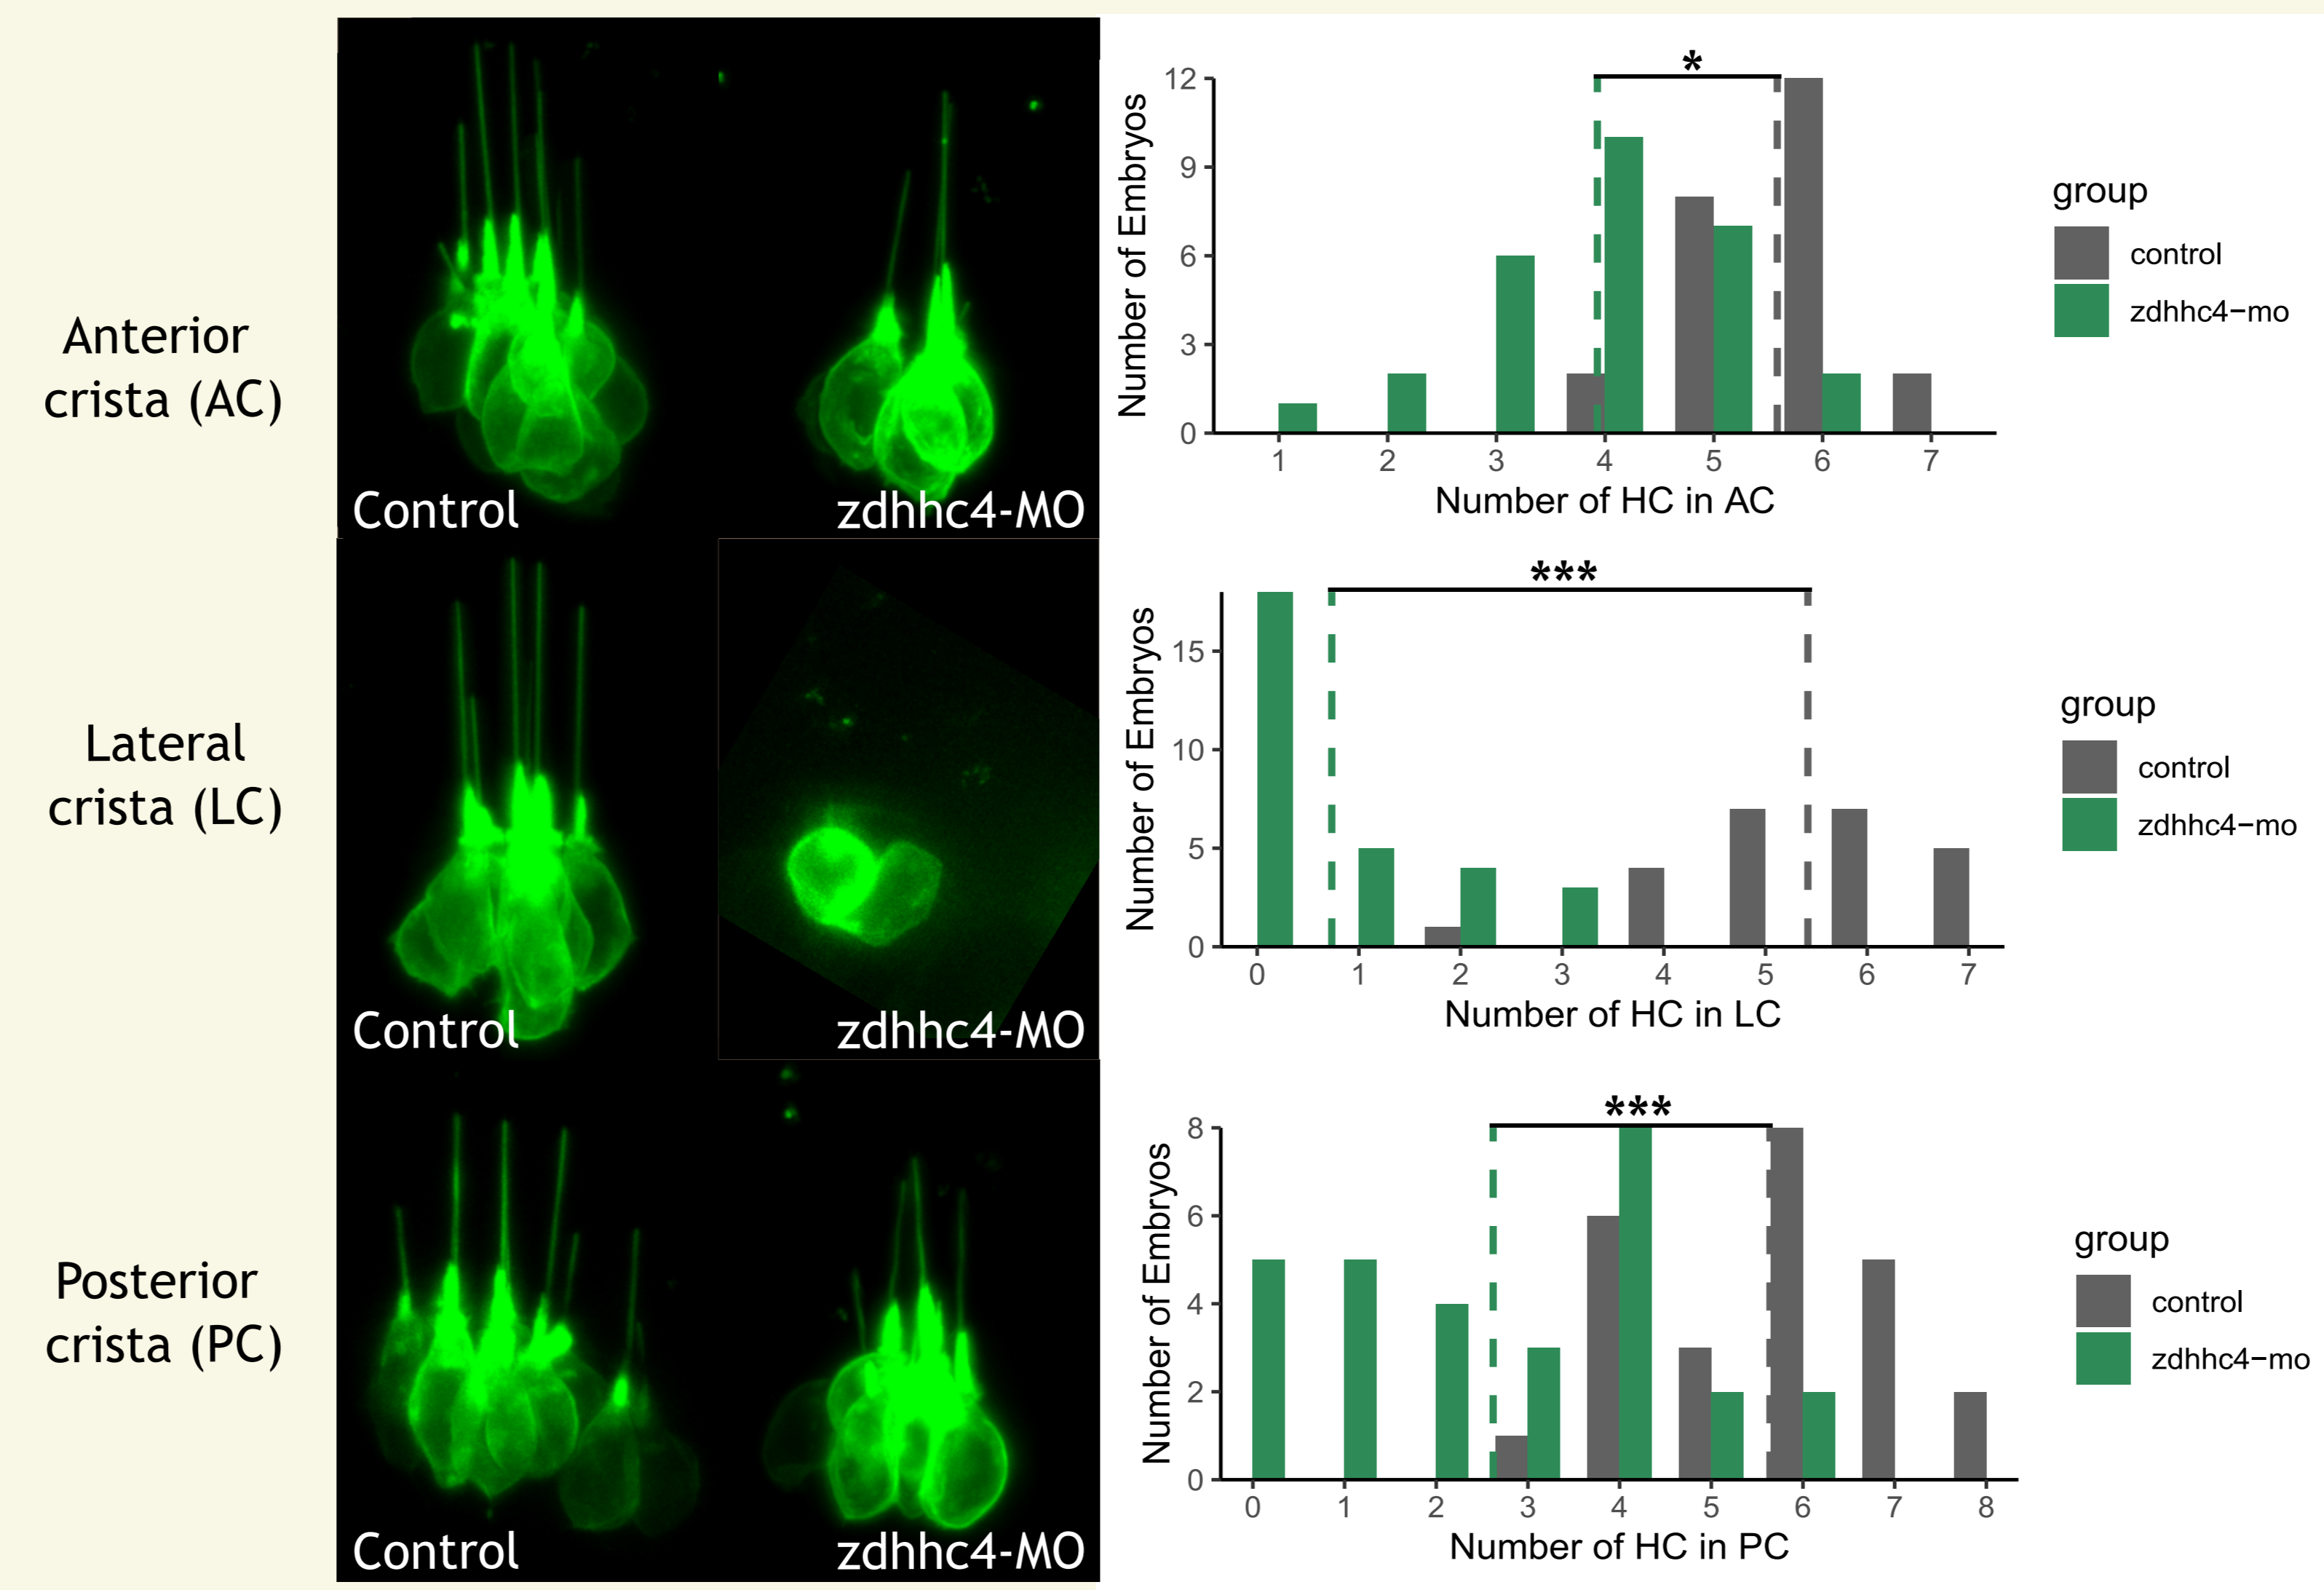 Anterior
crista (AC)
Control
zdhhc4-MO
*
12
9
6
3
0
Number of Embryos
1 2 3 4 5 6 7
Number of HC in AC
group
control
zdhhc4−mo
Lateral
crista (LC)
Control
zdhhc4-MO
***
15
10
5
0
Number of Embryos
0 1 2 3 4 5 6 7
Number of HC in LC
group
control
zdhhc4−mo
Posterior
crista (PC)
Control
zdhhc4-MO
***
8
6
4
2
0
Number of Embryos
0 1 2 3 4 5 6 7 8
Number of HC in PC
group
control
zdhhc4−mo